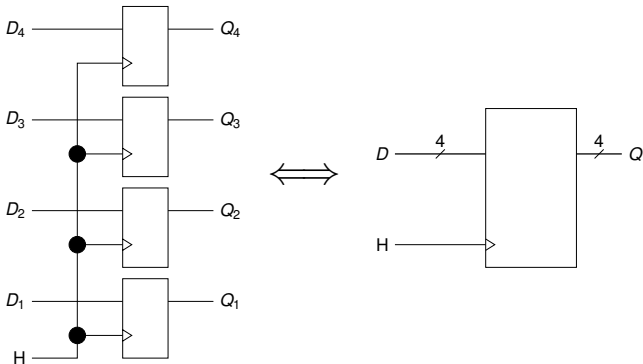 D₄ Q₄
D₃ Q₃
D₂ Q₂
D₁ Q₁
H
4 4
D Q
H